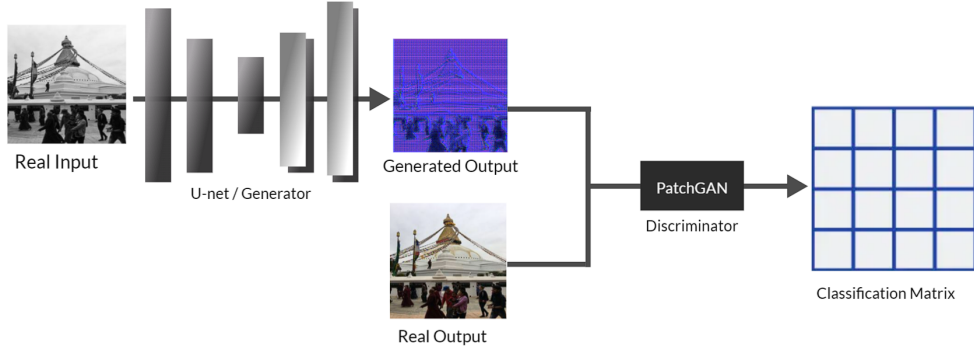 Real Input
U-net / Generator
Generated Output
Real Output
PatchGAN
Discriminator
Classification Matrix